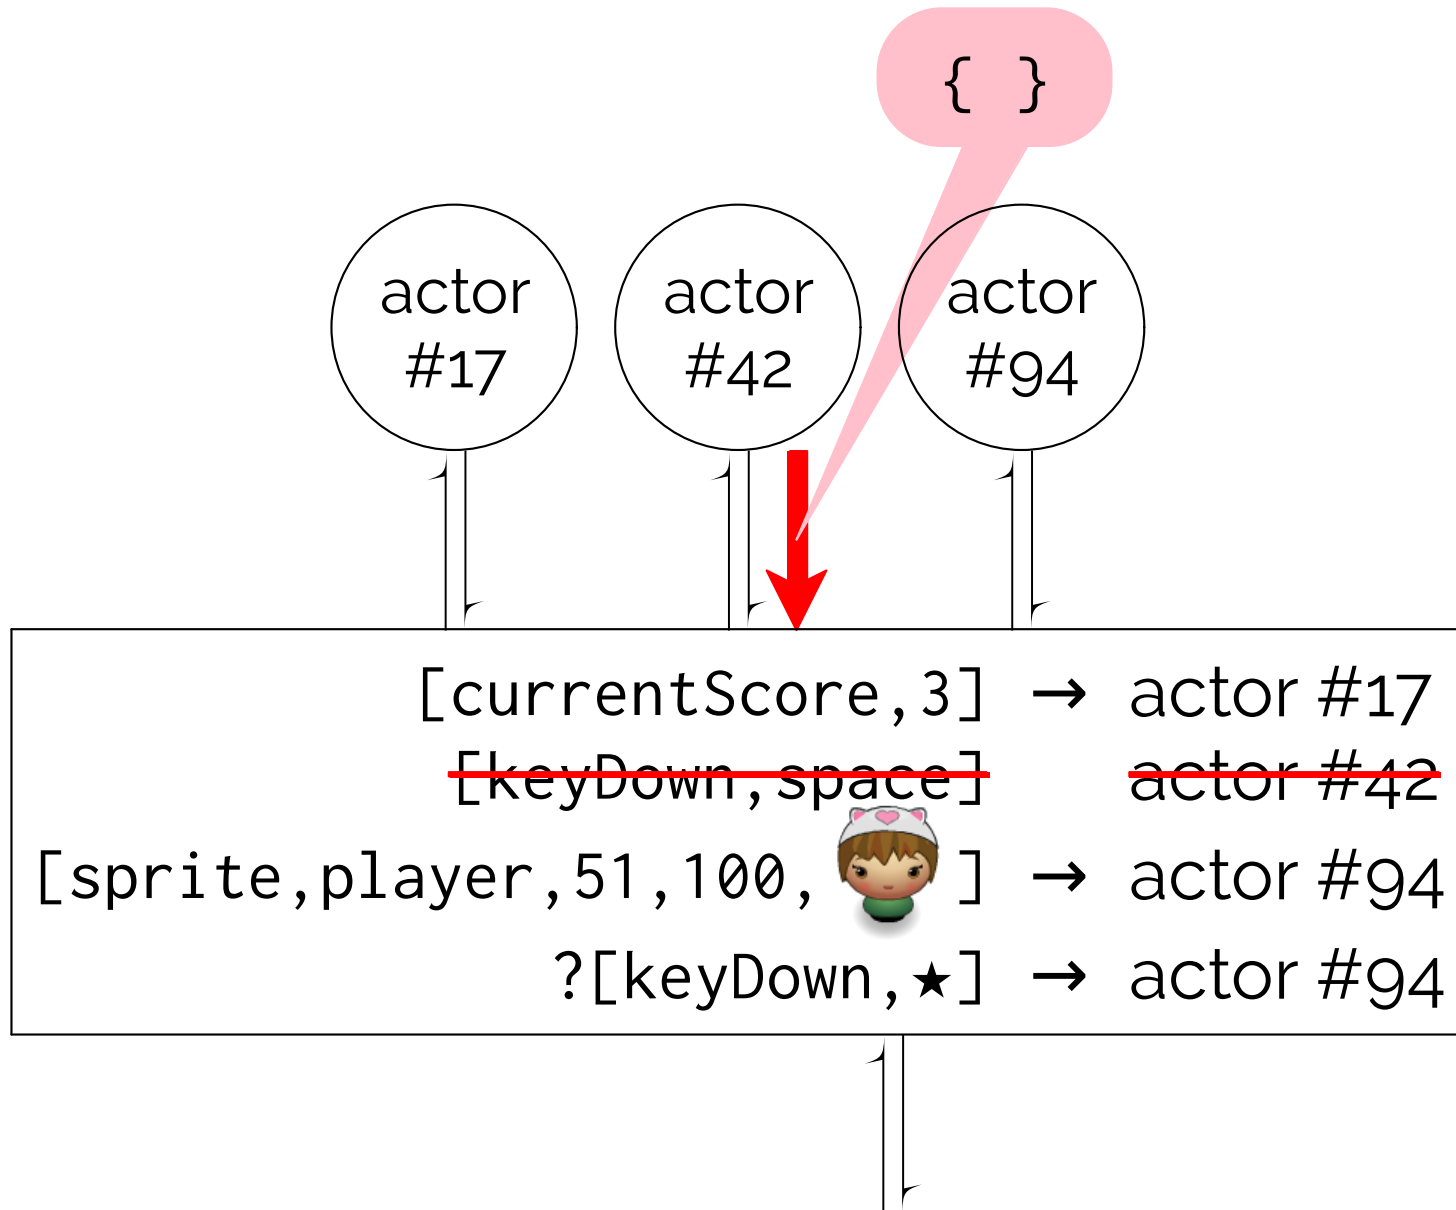 { }
actor
#17
actor
#42
actor
#94
[currentScore,3] → actor #17
[keyDown,space] actor #42
[sprite,player,51,100, ] → actor #94
?[keyDown,★] → actor #94